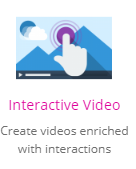 Interactive Video
Create videos enriched
with interactions